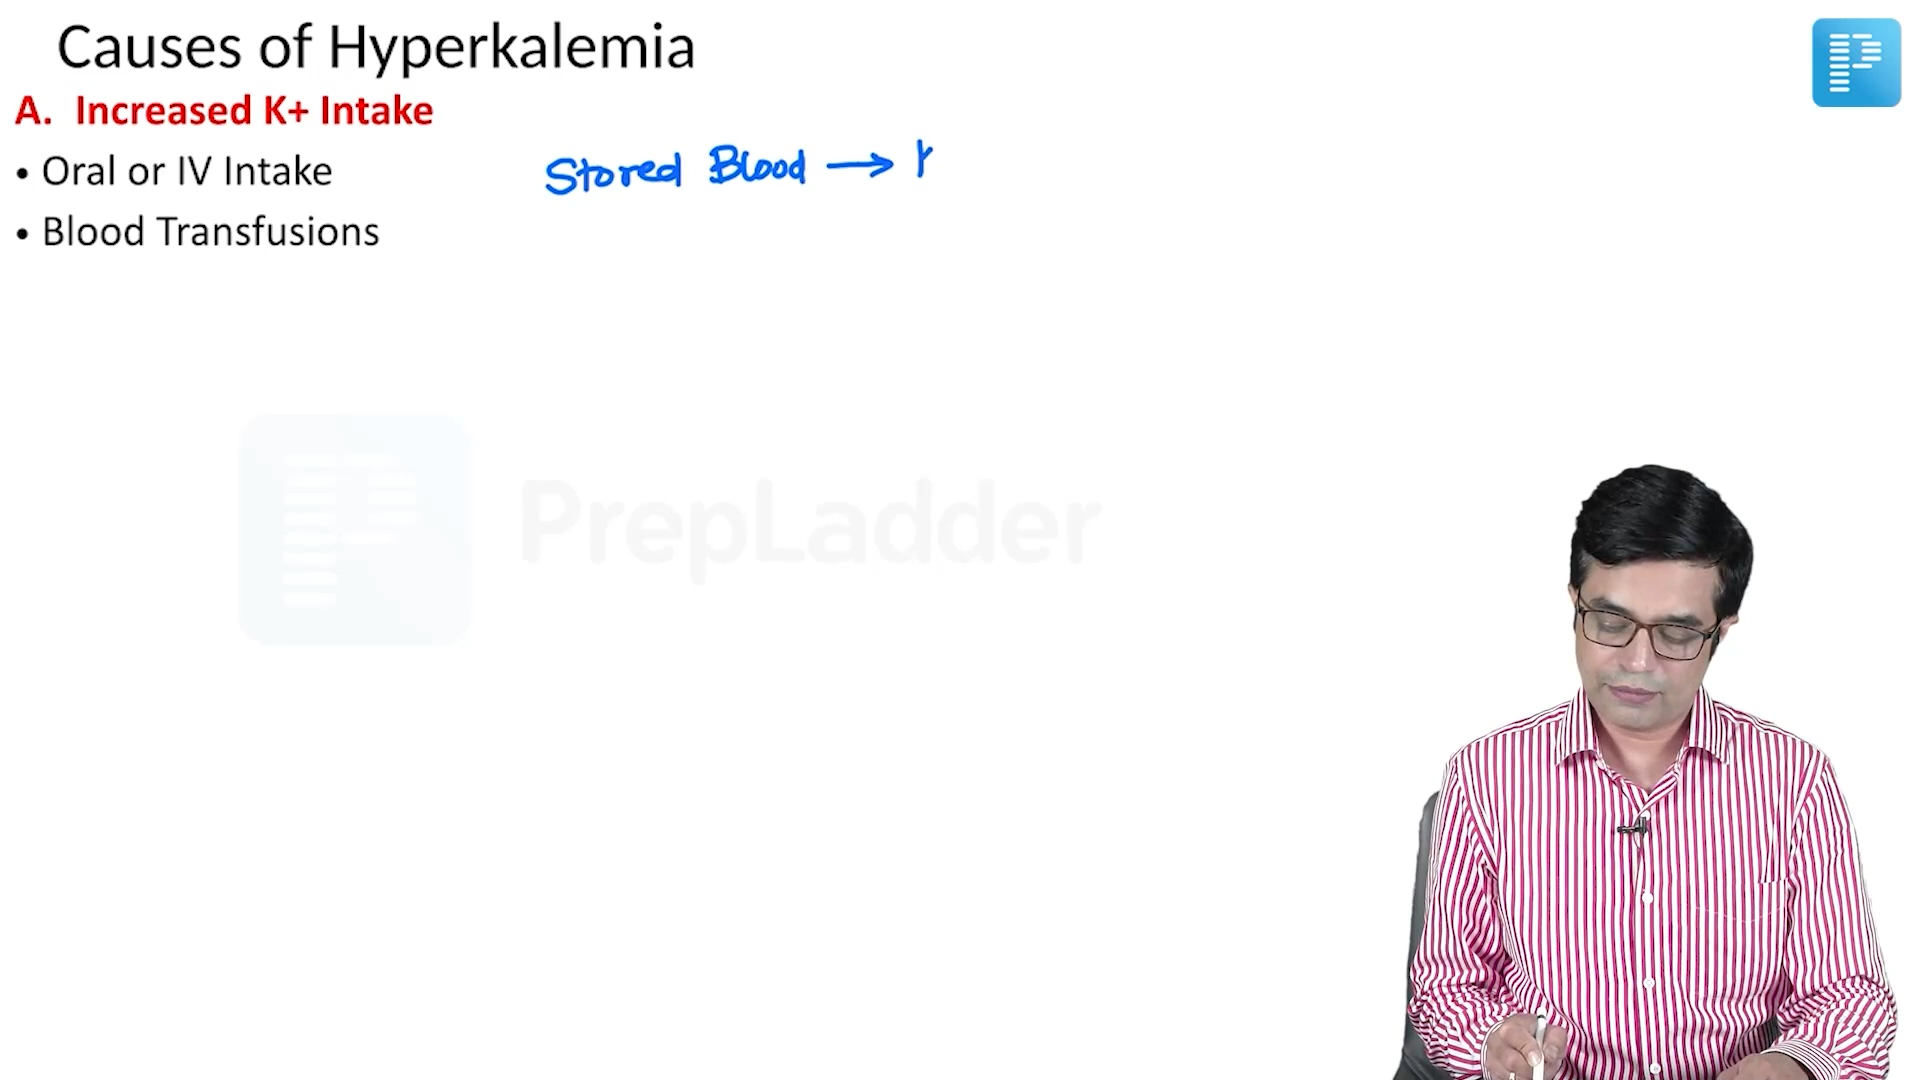 Causes of Hyperkalemia
A. Increased K+ Intake
• Oral or IV Intake
Stored Blood → K
• Blood Transfusions
PrepLadder